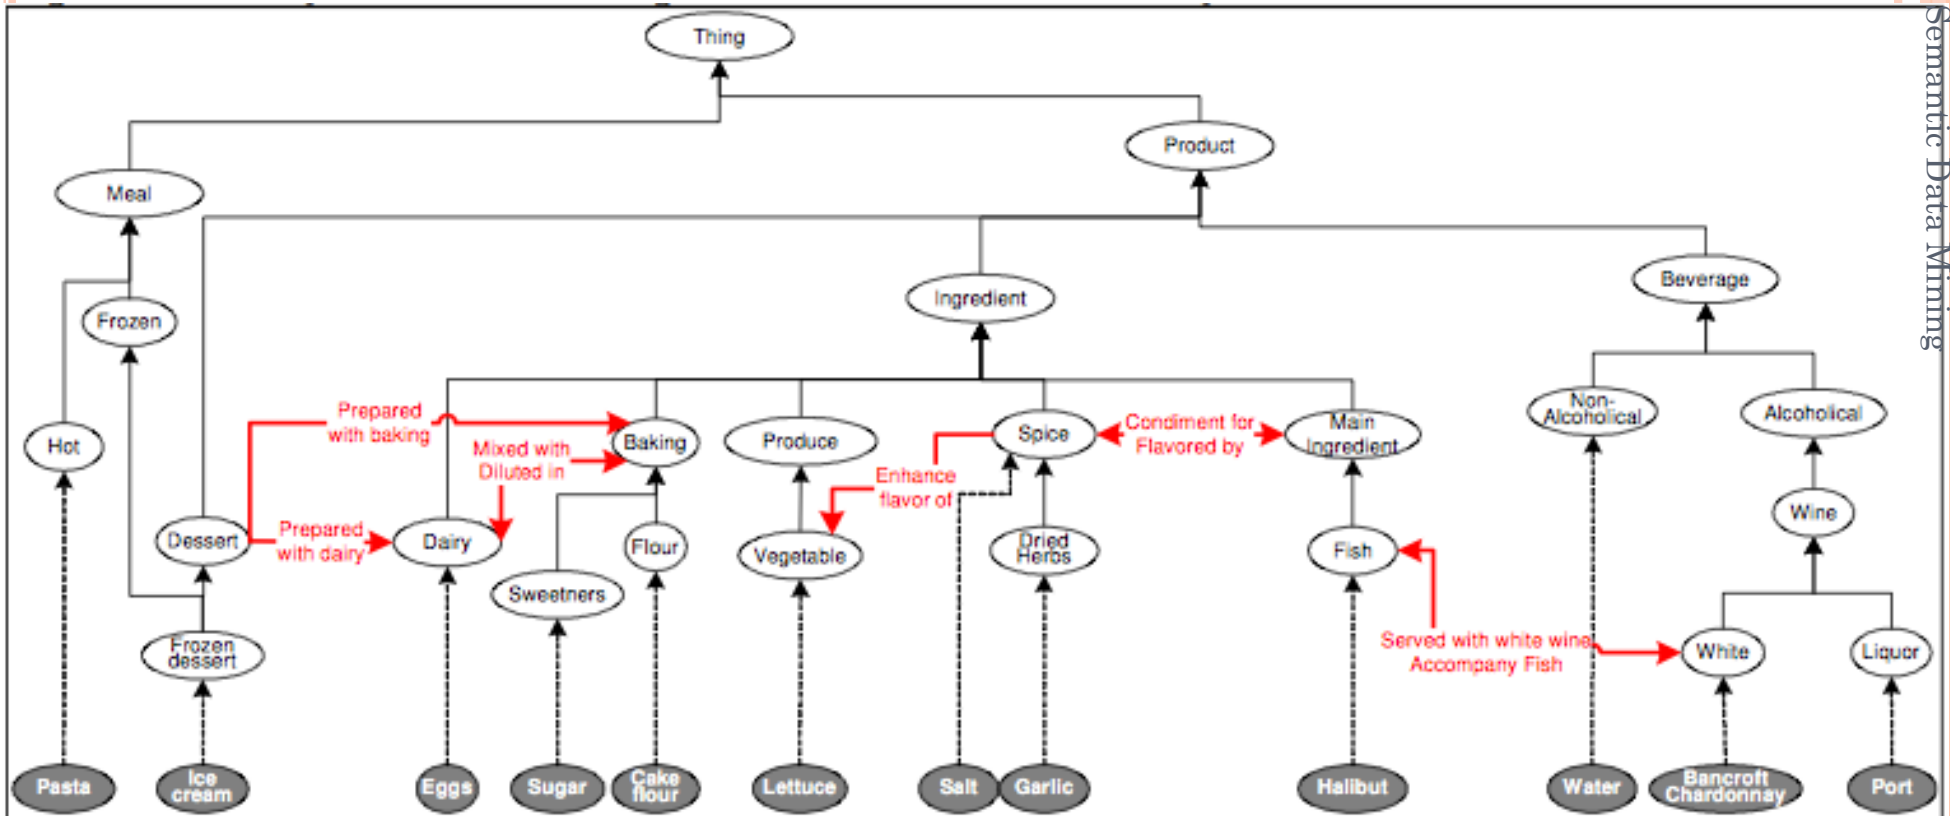 Semantic Data Mining
Thing
Product
Meal
Beverage
Ingredient
Frozen
Prepared
with baking
Non-
Alcoholical
Alcoholical
Hot
Mixed with
Diluted in
Baking
Produce
Spice
Condiment for
Flavored by
Main
Ingredient
Enhance
flavor of
Wine
Dessert
Prepared
with dairy
Dairy
Flour
Vegetable
Dried
Herbs
Fish
Sweetners
Frozen
dessert
Served with white wine
Accompany Fish
White
Liquor
Pasta
Ice
cream
Eggs
Sugar
Cake
flour
Lettuce
Salt
Garlic
Halibut
Water
Bancroft
Chardonnay
Port